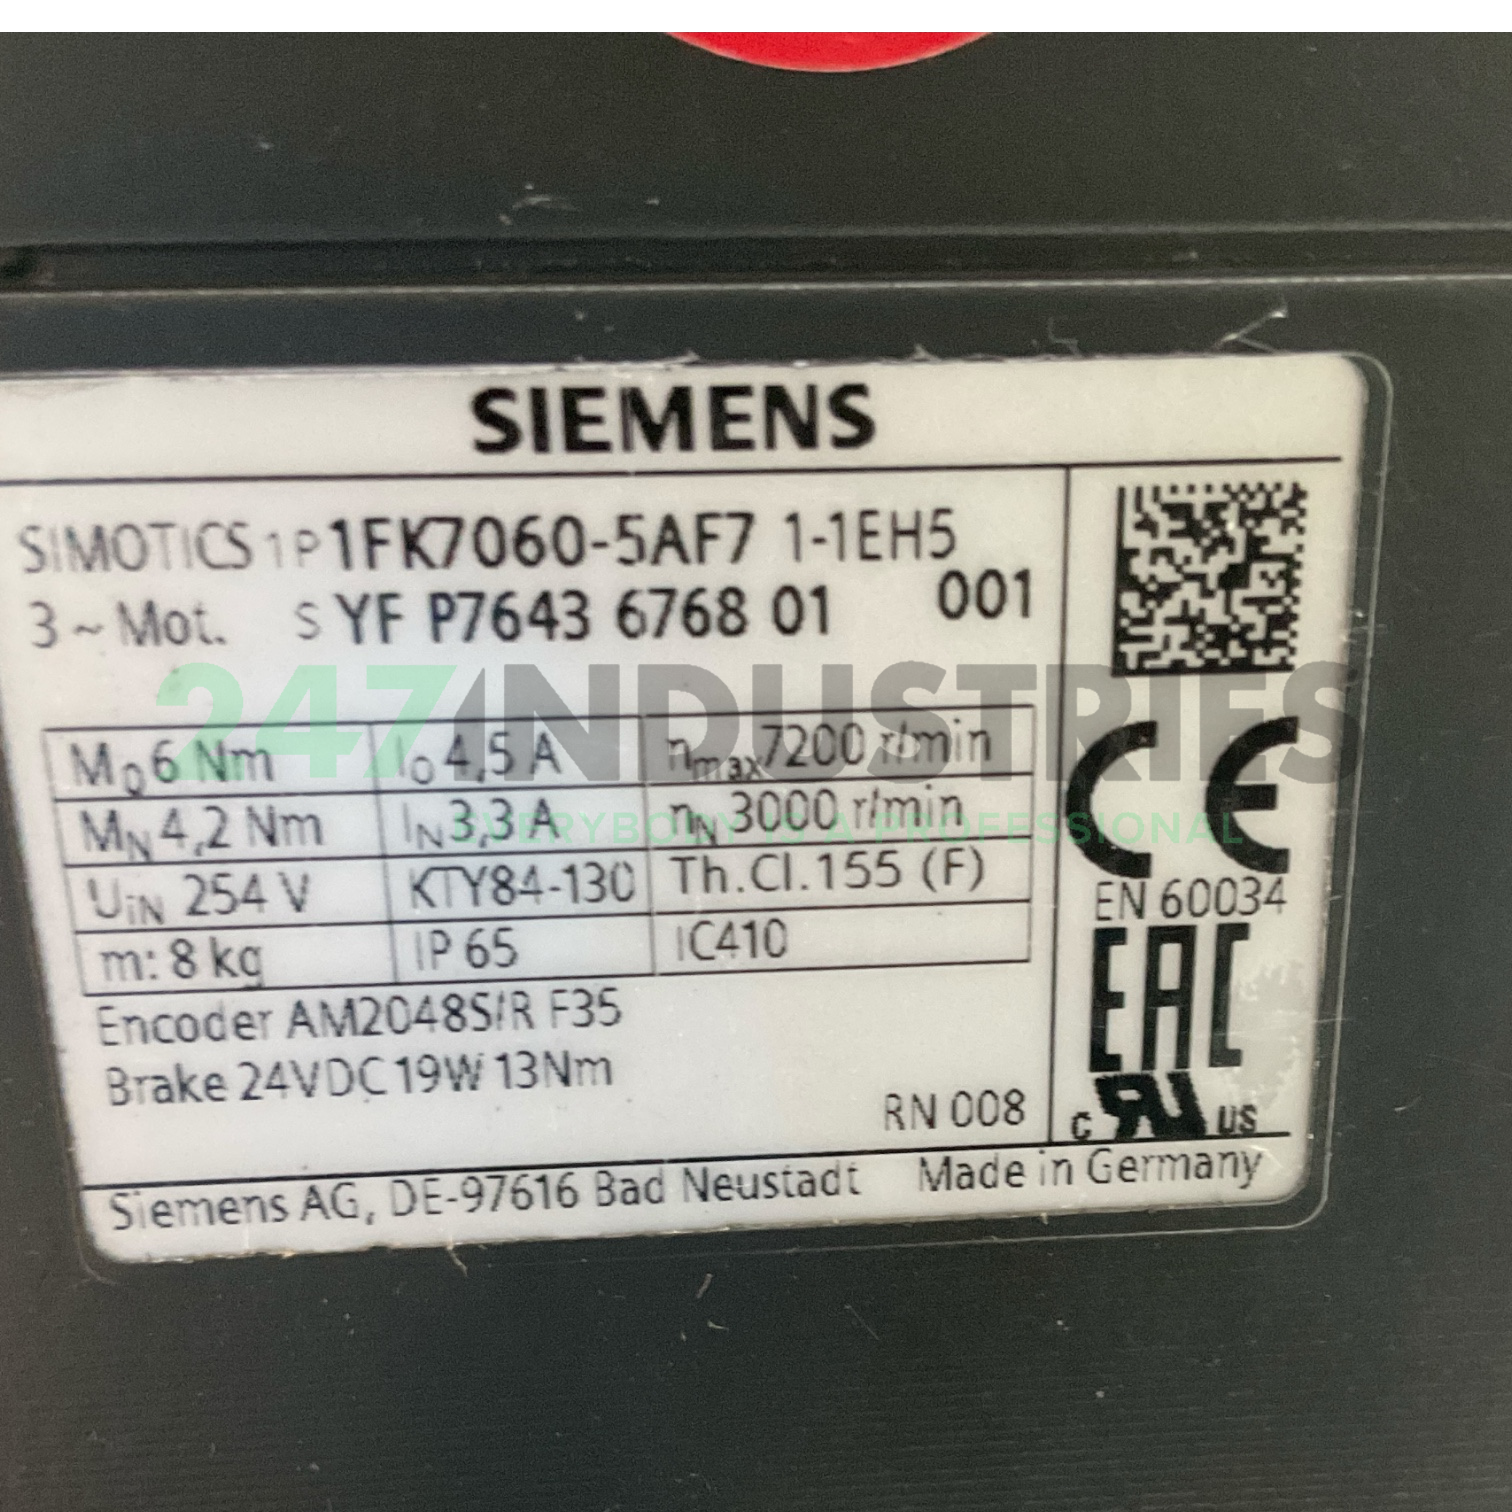 SIEMENS
SIMOTICS 1P 1FK7060-5AF7 1-1EH5
3 ~ Mot. S YF P7643 6768 01 001
M0 6 Nm I0 4,5 A nmax 7200 r/min
MN 4,2 Nm IN 3,3 A nN 3000 r/min
UiN 254 V KTY84-130 Th.Cl.155 (F)
m: 8 kg IP 65 IC410
Encoder AM2048S/R F35
Brake 24VDC 19W 13Nm
RN 008
CE
EN 60034
EAC
c RU US
Siemens AG, DE-97616 Bad Neustadt Made in Germany
247INDUSTRIES
EVERYBODY IS A PROFESSIONAL